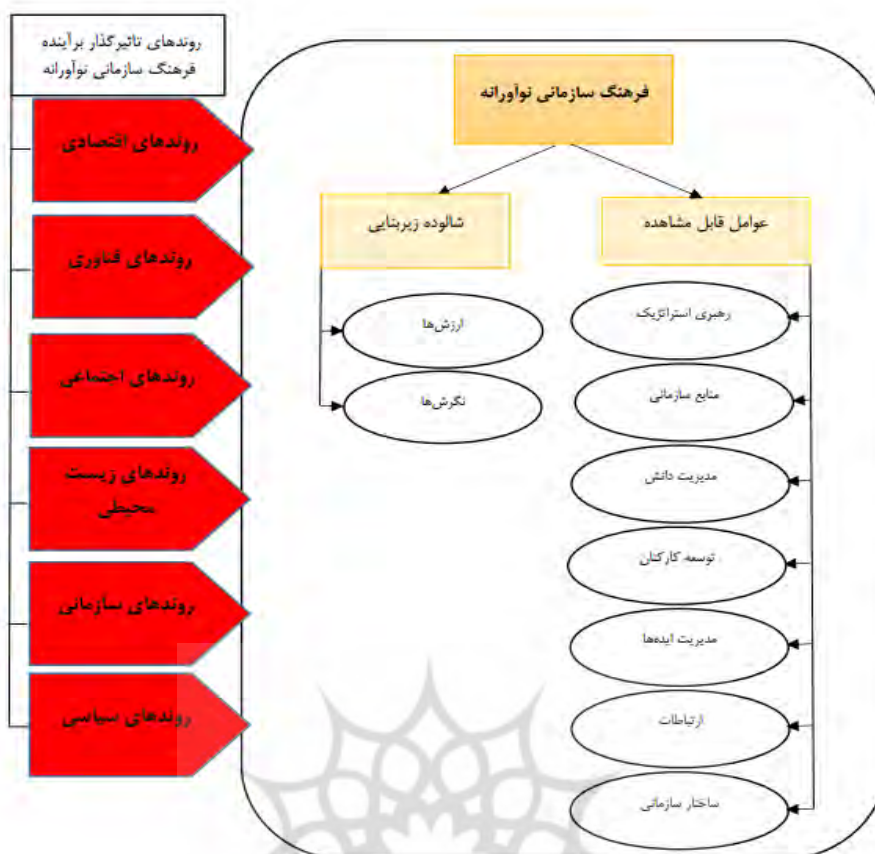 روندهای تاثیرگذار برآینده
فرهنگ سازمانی نوآورانه
روندهای اقتصادی
روندهای فناوری
روندهای اجتماعی
روندهای زیست
محیطی
روندهای سازمانی
روندهای سیاسی
فرهنگ سازمانی نوآورانه
عوامل قابل مشاهده
رهبری استراتژیک
منابع سازمانی
مدیریت دانش
توسعه کارکنان
مدیریت ایده‌ها
ارتباطات
ساختار سازمانی
شالوده زیربنایی
ارزش‌ها
نگرش‌ها